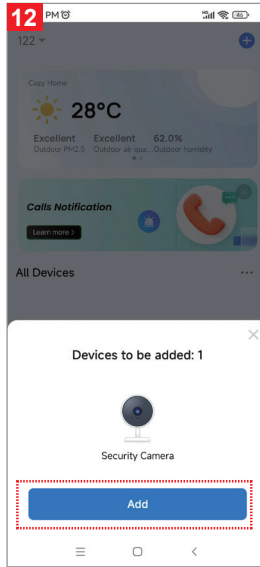 12
PM
122
Cozy Home
28°C
Excellent Excellent 62.0%
Outdoor PM2.5 Outdoor air qua... Outdoor humidity
Calls Notification
Learn more >
All Devices
Devices to be added: 1
Security Camera
Add